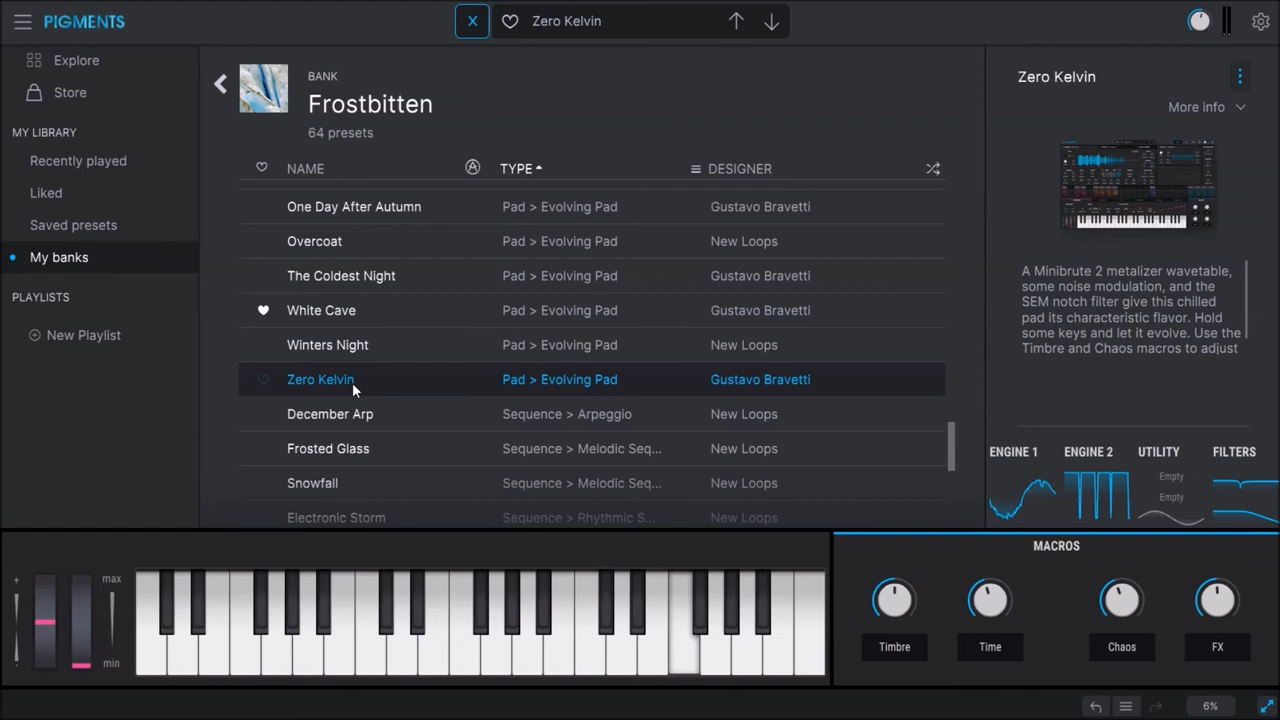 PIGMENTS
X
Zero Kelvin
Explore
Store
MY LIBRARY
Recently played
Liked
Saved presets
My banks
PLAYLISTS
New Playlist
BANK
Frostbitten
64 presets
NAME TYPE DESIGNER
One Day After Autumn Pad > Evolving Pad Gustavo Bravetti
Overcoat Pad > Evolving Pad New Loops
The Coldest Night Pad > Evolving Pad Gustavo Bravetti
White Cave Pad > Evolving Pad Gustavo Bravetti
Winters Night Pad > Evolving Pad New Loops
Zero Kelvin Pad > Evolving Pad Gustavo Bravetti
December Arp Sequence > Arpeggio New Loops
Frosted Glass Sequence > Melodic Seq... New Loops
Snowfall Sequence > Melodic Seq... New Loops
Electronic Storm Sequence > Rhythmic S... New Loops
Zero Kelvin
More info
A Minibrute 2 metalizer wavetable,
some noise modulation, and the
SEM notch filter give this chilled
pad its characteristic flavor. Hold
some keys and let it evolve. Use the
Timbre and Chaos macros to adjust
ENGINE 1 ENGINE 2 UTILITY FILTERS
Empty
Empty
+ max
- min
MACROS
Timbre Time Chaos FX
6%